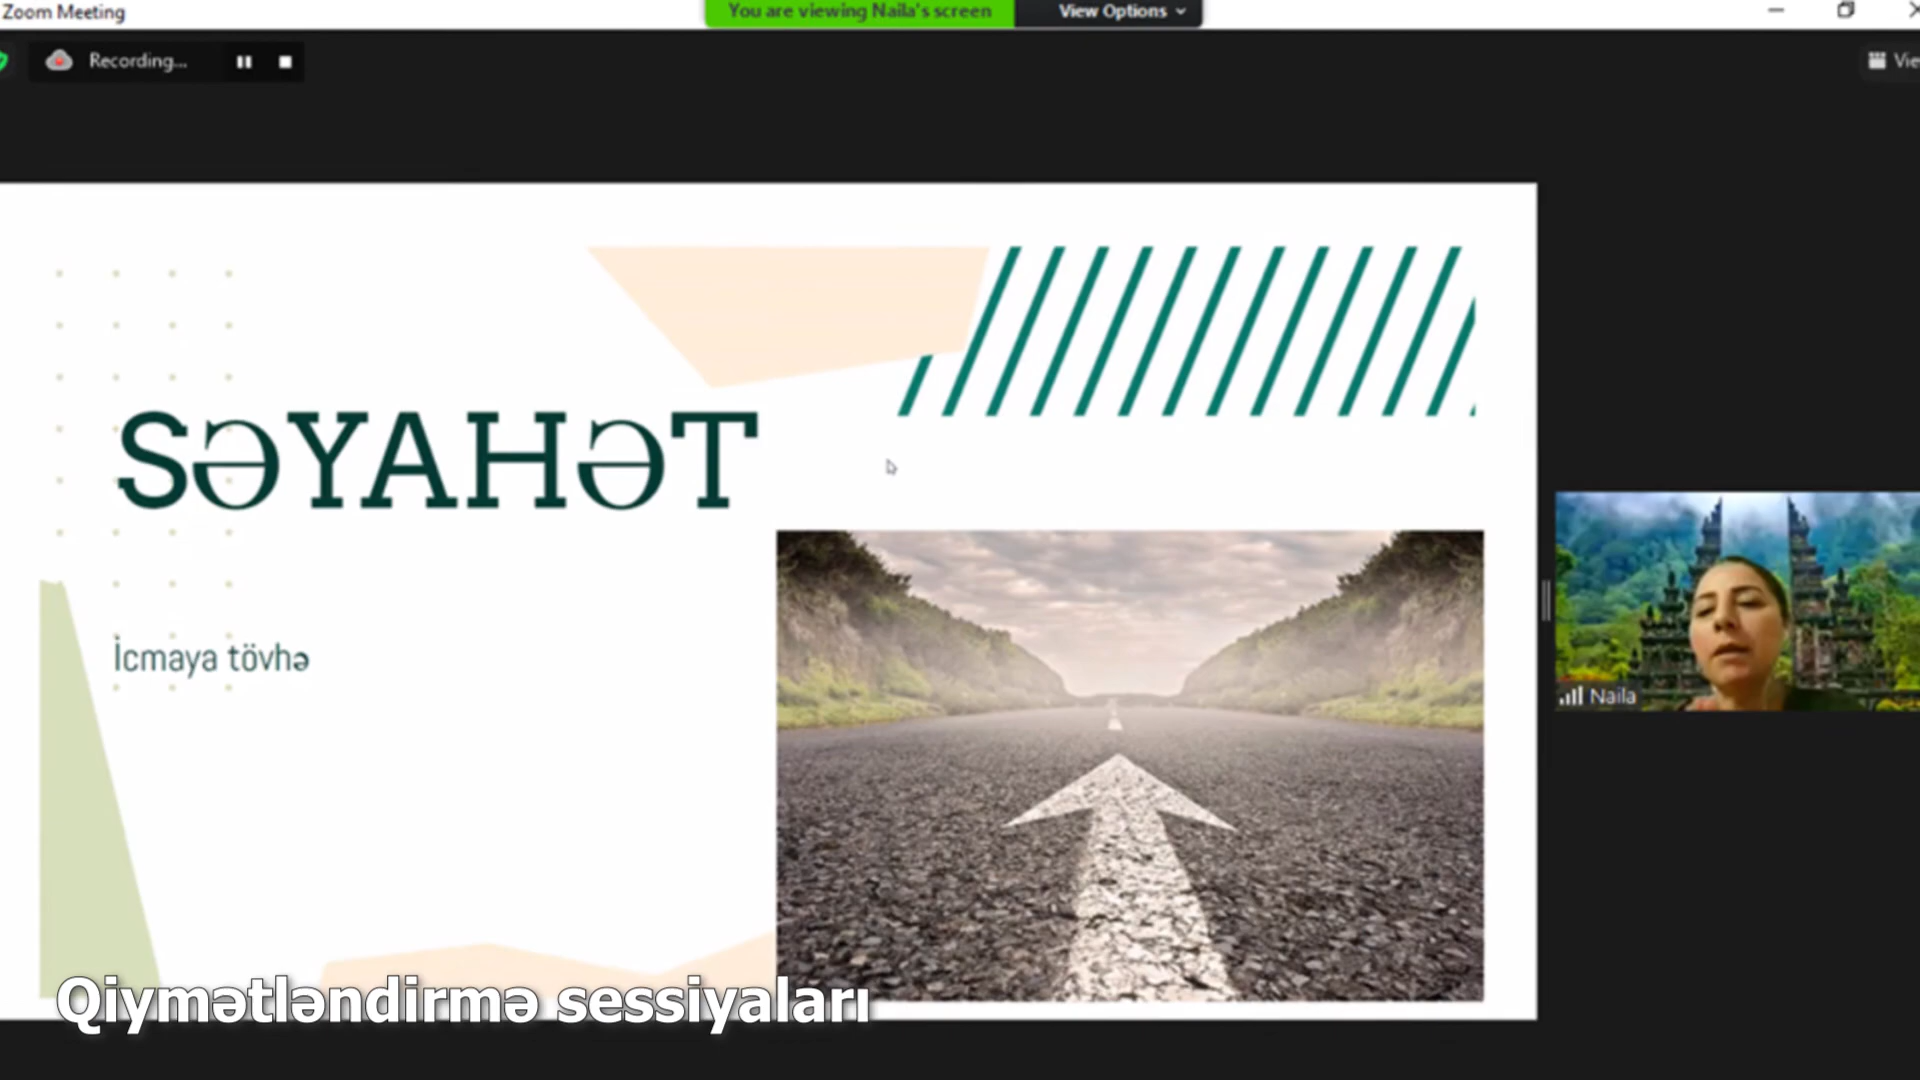 Zoom Meeting
You are viewing Naila's screen
View Options
Recording...
SƏYAHƏT
İcmaya tövhə
Naila
Qiymətləndirmə sessiyaları